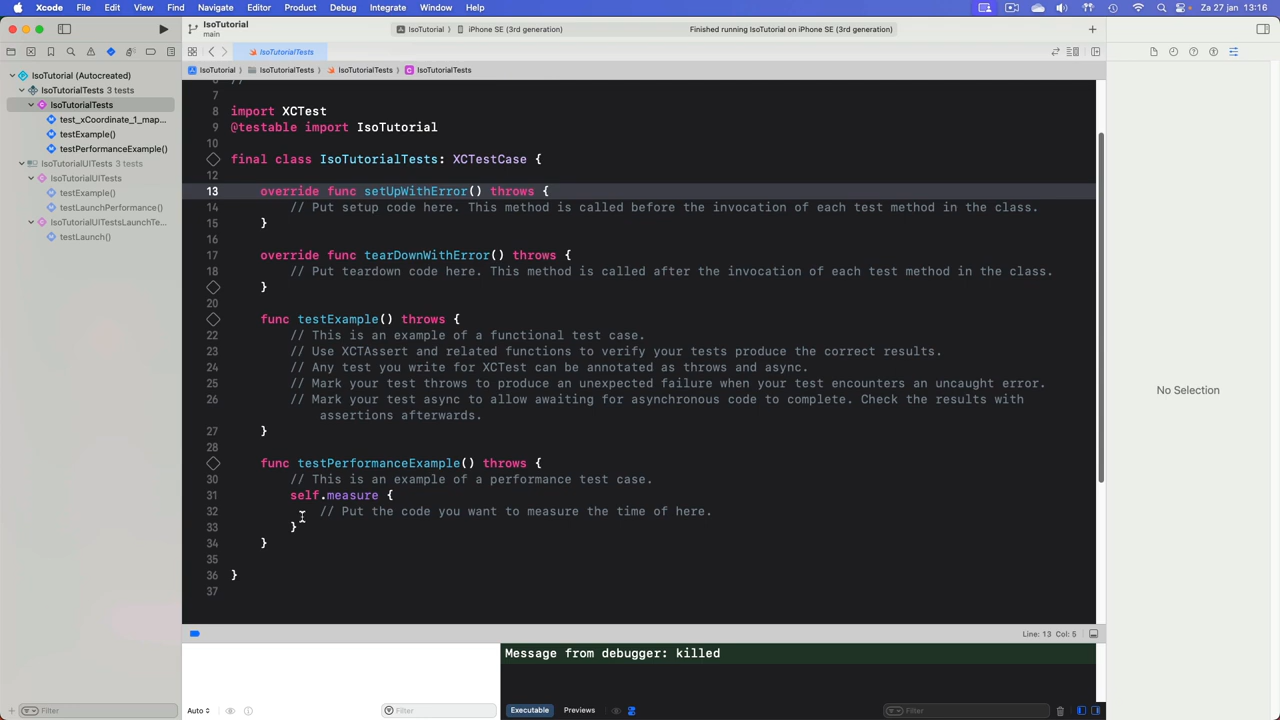 Xcode File Edit View Find Navigate Editor Product Debug Integrate Window Help
Za 27 jan 13:16
IsoTutorial
main
IsoTutorial 〉 iPhone SE (3rd generation)
Finished running IsoTutorial on iPhone SE (3rd generation)
IsoTutorialTests
IsoTutorial 〉 IsoTutorialTests 〉 IsoTutorialTests 〉 C IsoTutorialTests
IsoTutorial (Autocreated)
IsoTutorialTests 3 tests
C IsoTutorialTests
M test_xCoordinate_1_map...
M testExample()
M testPerformanceExample()
IsoTutorialUITests 3 tests
C IsoTutorialUITests
M testExample()
M testLaunchPerformance()
C IsoTutorialUITestsLaunchTe...
M testLaunch()
7
8 import XCTest
9 @testable import IsoTutorial
10
final class IsoTutorialTests: XCTestCase {
12
13 override func setUpWithError() throws {
14 // Put setup code here. This method is called before the invocation of each test method in the class.
15 }
16
17 override func tearDownWithError() throws {
18 // Put teardown code here. This method is called after the invocation of each test method in the class.
}
20
func testExample() throws {
22 // This is an example of a functional test case.
23 // Use XCTAssert and related functions to verify your tests produce the correct results.
24 // Any test you write for XCTest can be annotated as throws and async.
25 // Mark your test throws to produce an unexpected failure when your test encounters an uncaught error.
26 // Mark your test async to allow awaiting for asynchronous code to complete. Check the results with
assertions afterwards.
27 }
28
func testPerformanceExample() throws {
30 // This is an example of a performance test case.
31 self.measure {
32 // Put the code you want to measure the time of here.
33 }
34 }
35
36 }
37
No Selection
Line: 13 Col: 5
Message from debugger: killed
Filter
Auto
Filter
Executable Previews
Filter